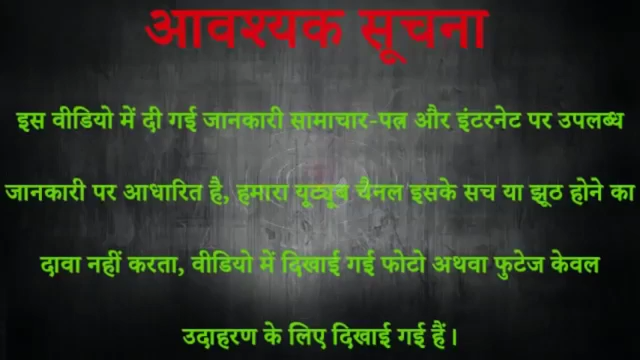 आवश्यक सूचना
इस वीडियो में दी गई जानकारी सामाचार-पत्र और इंटरनेट पर उपलब्ध
जानकारी पर आधारित है, हमारा यूट्यूब चैनल इसके सच या झूठ होने का
दावा नहीं करता, वीडियो में दिखाई गई फोटो अथवा फुटेज केवल
उदाहरण के लिए दिखाई गई हैं।